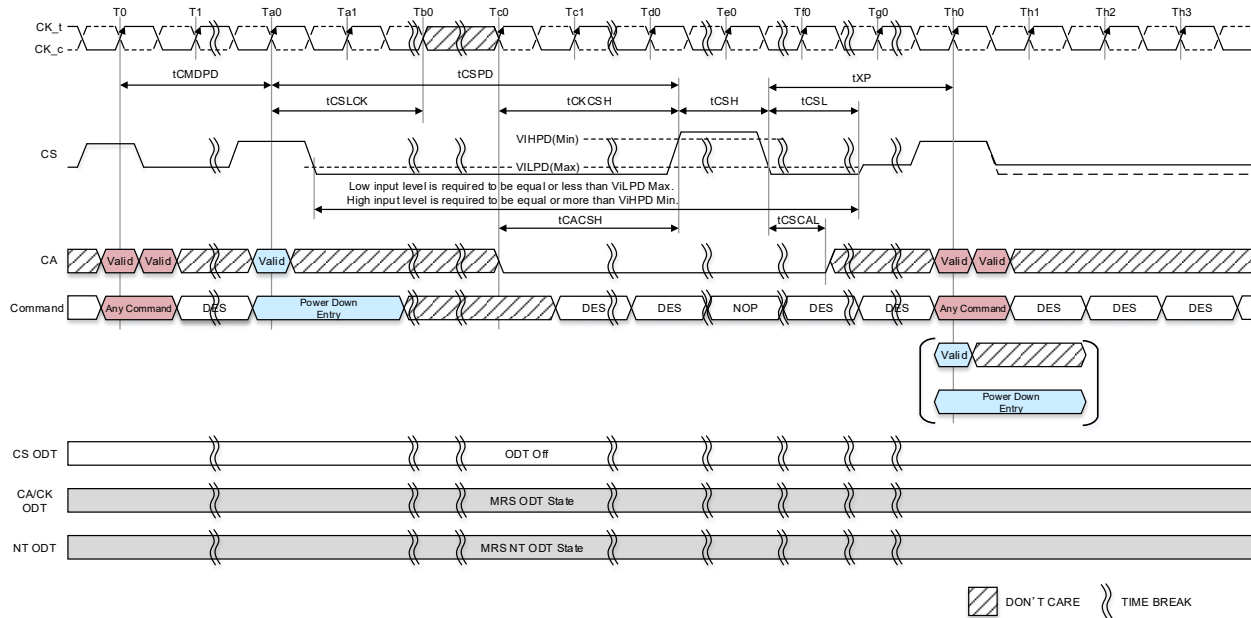 T0 T1 Ta0 Ta1 Tb0 Tc0 Tc1 Td0 Te0 Tf0 Tg0 Th0 Th1 Th2 Th3
CK_t
CK_c
tCMDPD tCSPD tXP
tCSLCK tCKCSH tCSH tCSL
VIHPD(Min)
CS
VILPD(Max)
Low input level is required to be equal or less than ViLPD Max.
High input level is required to be equal or more than ViHPD Min.
tCACSH tCSCAL
CA Valid Valid Valid Valid Valid
Command Any Command DES Power Down Entry DES DES NOP DES DES Any Command DES DES DES
Valid
Power Down
Entry
CS ODT ODT Off
CA/CK
ODT
MRS ODT State
NT ODT MRS NT ODT State
DON'T CARE TIME BREAK